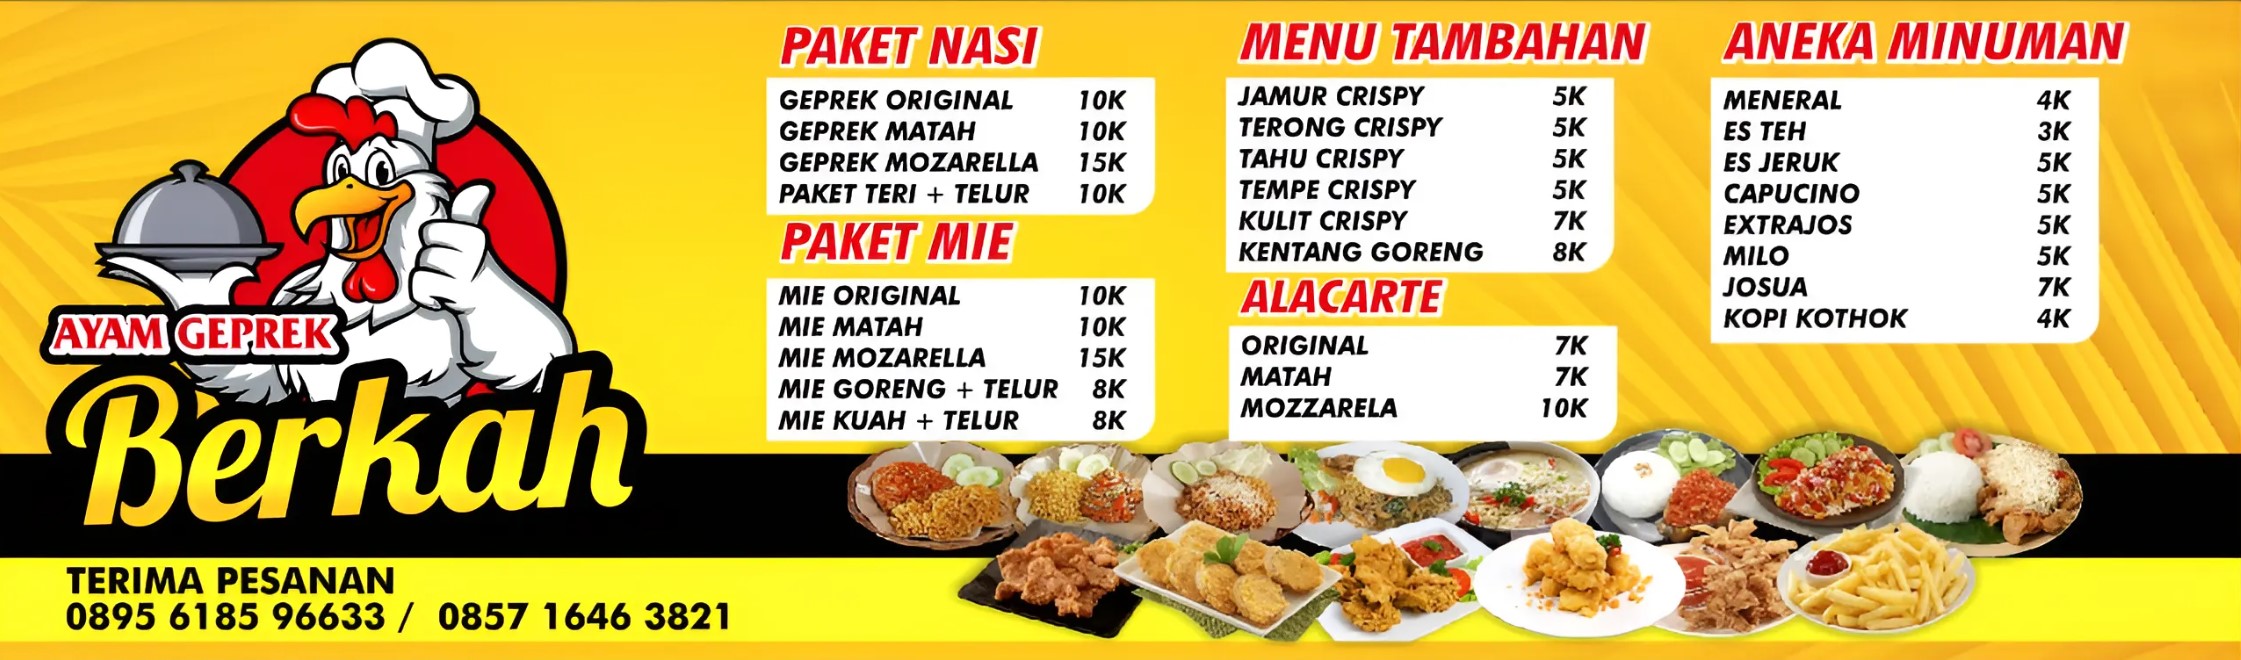 AYAM GEPREK
Berkah
TERIMA PESANAN
0895 6185 96633 / 0857 1646 3821
PAKET NASI
GEPREK ORIGINAL 10K
GEPREK MATAH 10K
GEPREK MOZARELLA 15K
PAKET TERI + TELUR 10K
PAKET MIE
MIE ORIGINAL 10K
MIE MATAH 10K
MIE MOZARELLA 15K
MIE GORENG + TELUR 8K
MIE KUAH + TELUR 8K
MENU TAMBAHAN
JAMUR CRISPY 5K
TERONG CRISPY 5K
TAHU CRISPY 5K
TEMPE CRISPY 5K
KULIT CRISPY 7K
KENTANG GORENG 8K
ALACARTE
ORIGINAL 7K
MATAH 7K
MOZZARELA 10K
ANEKA MINUMAN
MENERAL 4K
ES TEH 3K
ES JERUK 5K
CAPUCINO 5K
EXTRAJOS 5K
MILO 5K
JOSUA 7K
KOPI KOTHOK 4K